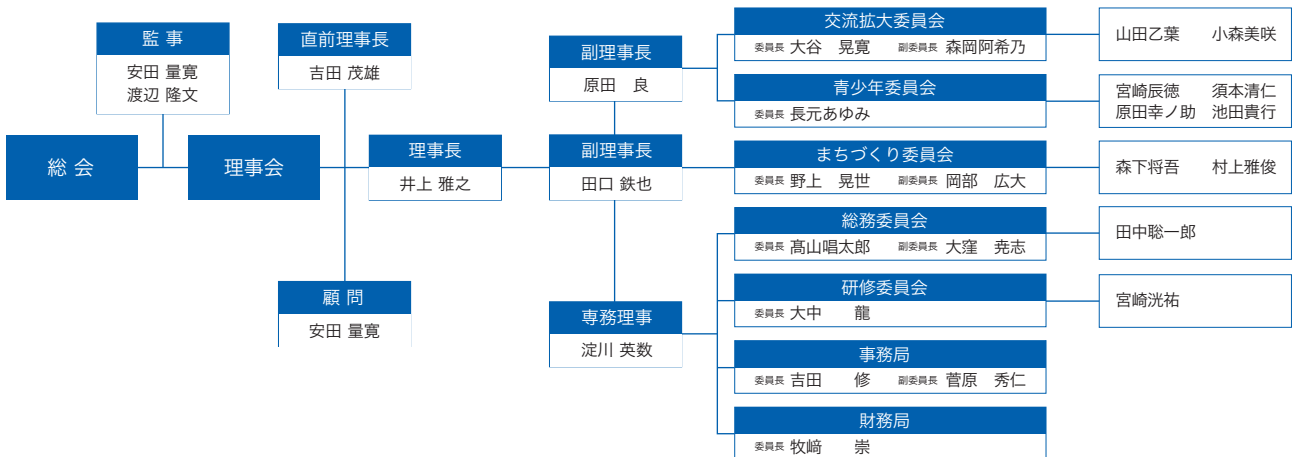 監 事
安田 量寛
渡辺 隆文
直前理事長
吉田 茂雄
総 会
理事会
理事長
井上 雅之
顧 問
安田 量寛
副理事長
原田　良
副理事長
田口 鉄也
専務理事
淀川 英数
交流拡大委員会
委員長 大谷　晃寛　副委員長 森岡阿希乃
山田乙葉　小森美咲
青少年委員会
委員長 長元あゆみ
宮崎辰徳　須本清仁
原田幸ノ助　池田貴行
まちづくり委員会
委員長 野上　晃世　副委員長 岡部　広大
森下将吾　村上雅俊
総務委員会
委員長 髙山唱太郎　副委員長 大窪　尭志
田中聡一郎
研修委員会
委員長 大中　龍
宮崎洸祐
事務局
委員長 吉田　修　副委員長 菅原　秀仁
財務局
委員長 牧﨑　崇